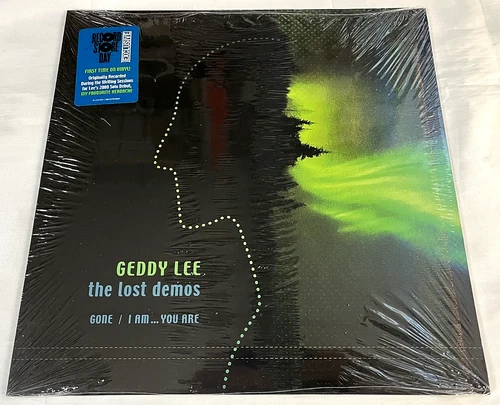 RECORD
STORE
DAY
EXCLUSIVE
FIRST TIME ON VINYL!
Originally Recorded
During the Writing Sessions
for Lee's 2000 Solo Debut,
MY FAVOURITE HEADACHE!
GEDDY LEE
the lost demos
GONE / I AM...YOU ARE